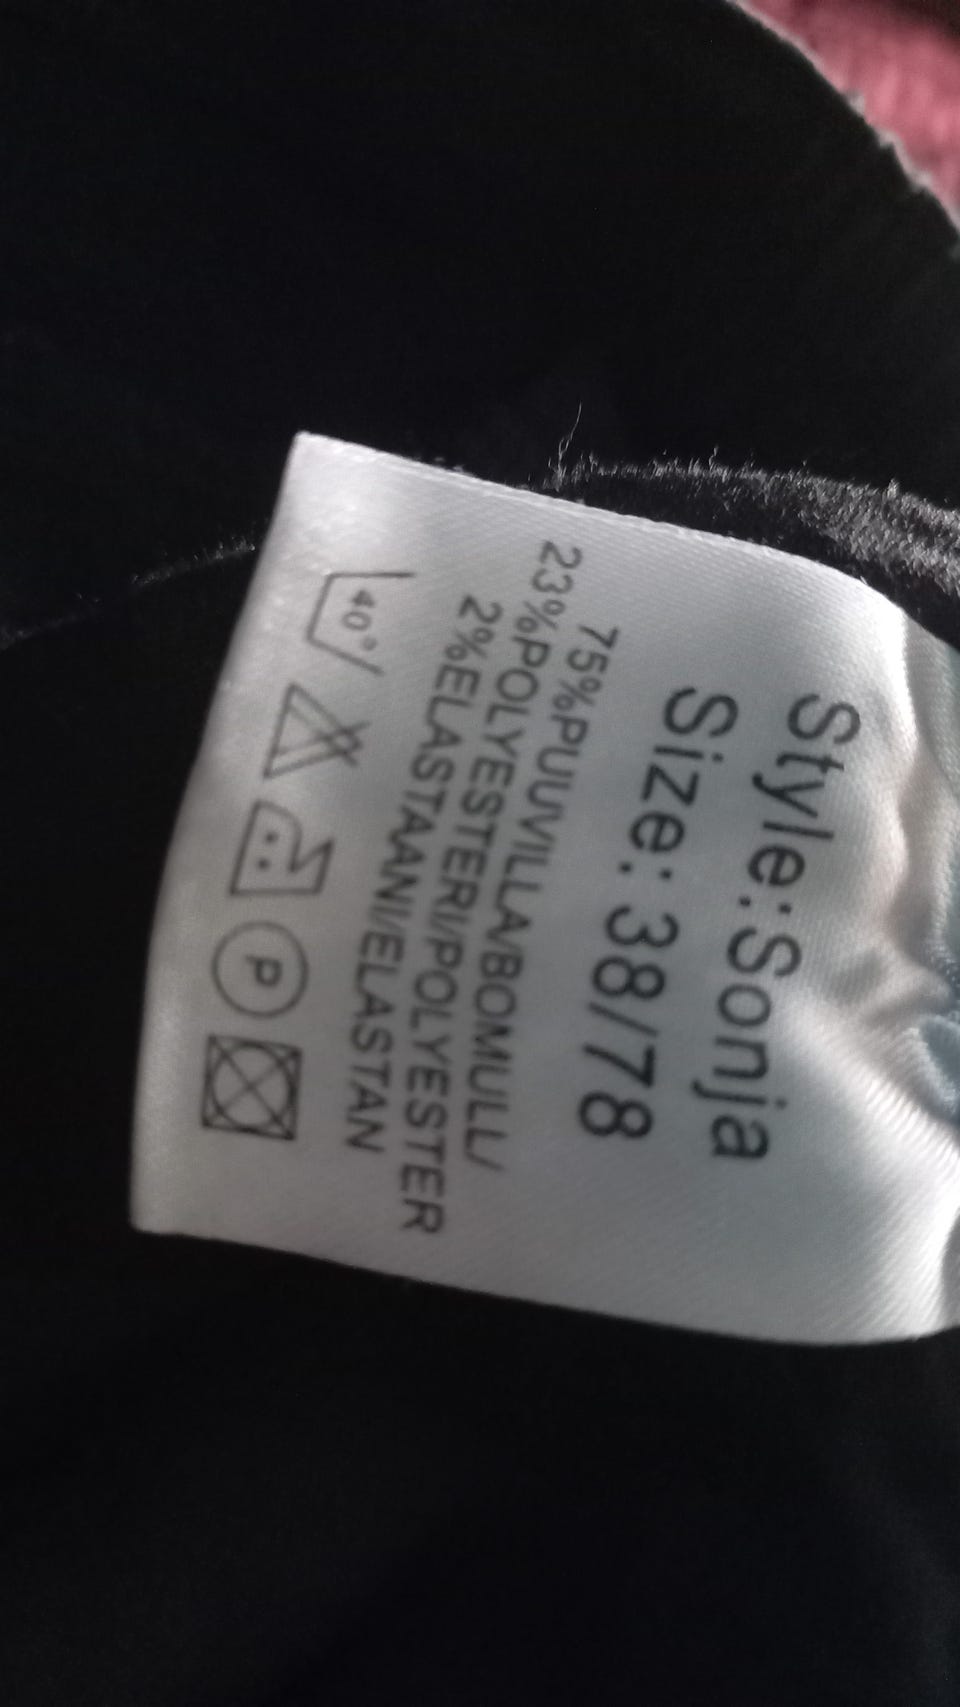 Style:Sonja
Size: 38/78
75%PUUVILLA/BOMULL/
23%POLYESTERI/POLYESTER
2%ELASTAANI/ELASTAN
40°
P